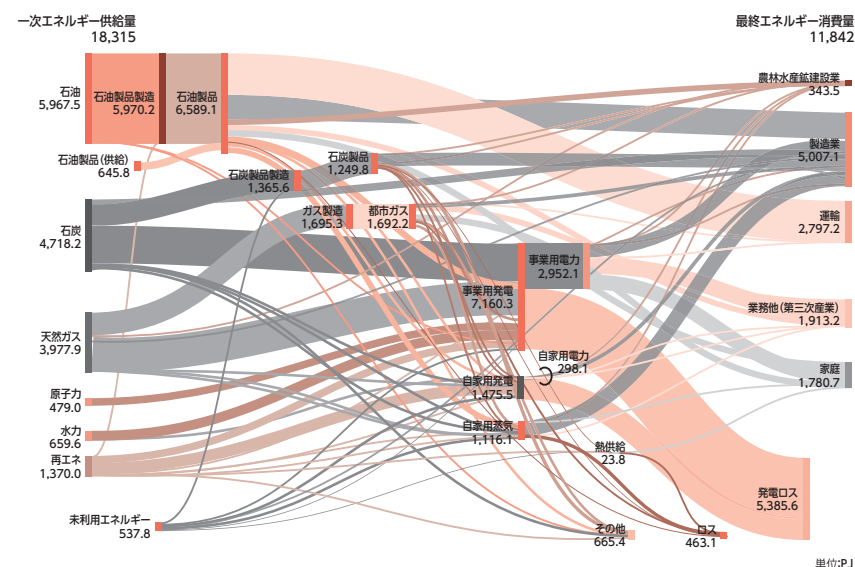 一次エネルギー供給量
18,315
最終エネルギー消費量
11,842
石油
5,967.5
石油製品製造
5,970.2
石油製品
6,589.1
農林水産鉱建設業
343.5
石油製品（供給）
645.8
石炭製品製造
1,365.6
石炭製品
1,249.8
製造業
5,007.1
石炭
4,718.2
ガス製造
1,695.3
都市ガス
1,692.2
運輸
2,797.2
事業用電力
2,952.1
事業用発電
7,160.3
業務他（第三次産業）
1,913.2
天然ガス
3,977.9
自家用電力
298.1
家庭
1,780.7
原子力
479.0
自家用発電
1,475.5
水力
659.6
自家用蒸気
1,116.1
再エネ
1,370.0
熱供給
23.8
発電ロス
5,385.6
未利用エネルギー
537.8
その他
665.4
ロス
463.1
単位:PJ